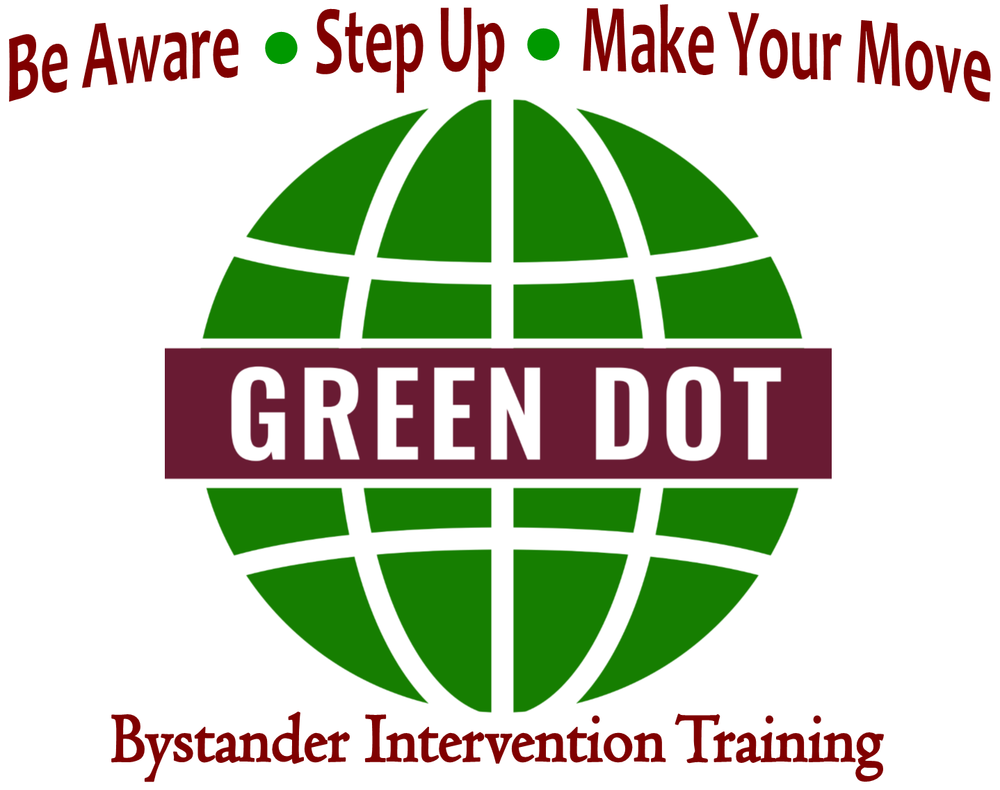 Be Aware • Step Up • Make Your Move
GREEN DOT
Bystander Intervention Training